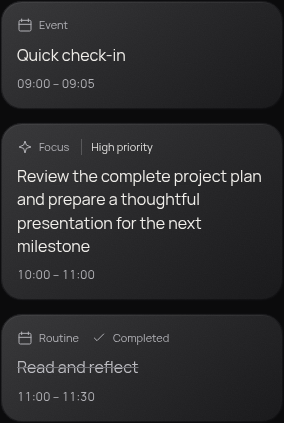 Event
Quick check-in
09:00 – 09:05
Focus | High priority
Review the complete project plan
and prepare a thoughtful
presentation for the next
milestone
10:00 – 11:00
Routine ✓ Completed
Read and reflect
11:00 – 11:30